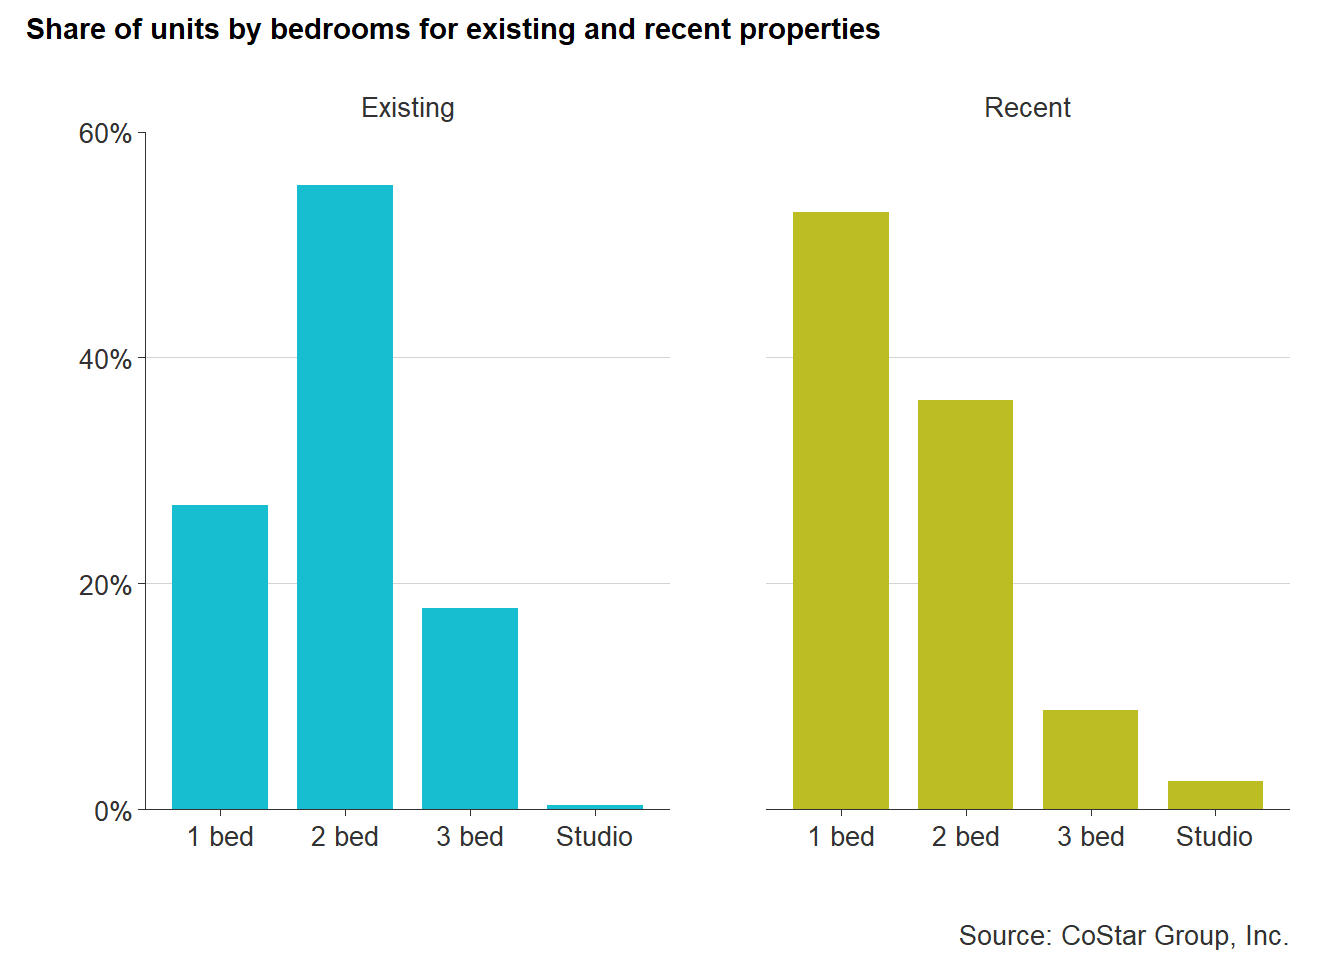 Share of units by bedrooms for existing and recent properties
Existing
Recent
60%
40%
20%
0%
1 bed
2 bed
3 bed
Studio
1 bed
2 bed
3 bed
Studio
Source: CoStar Group, Inc.